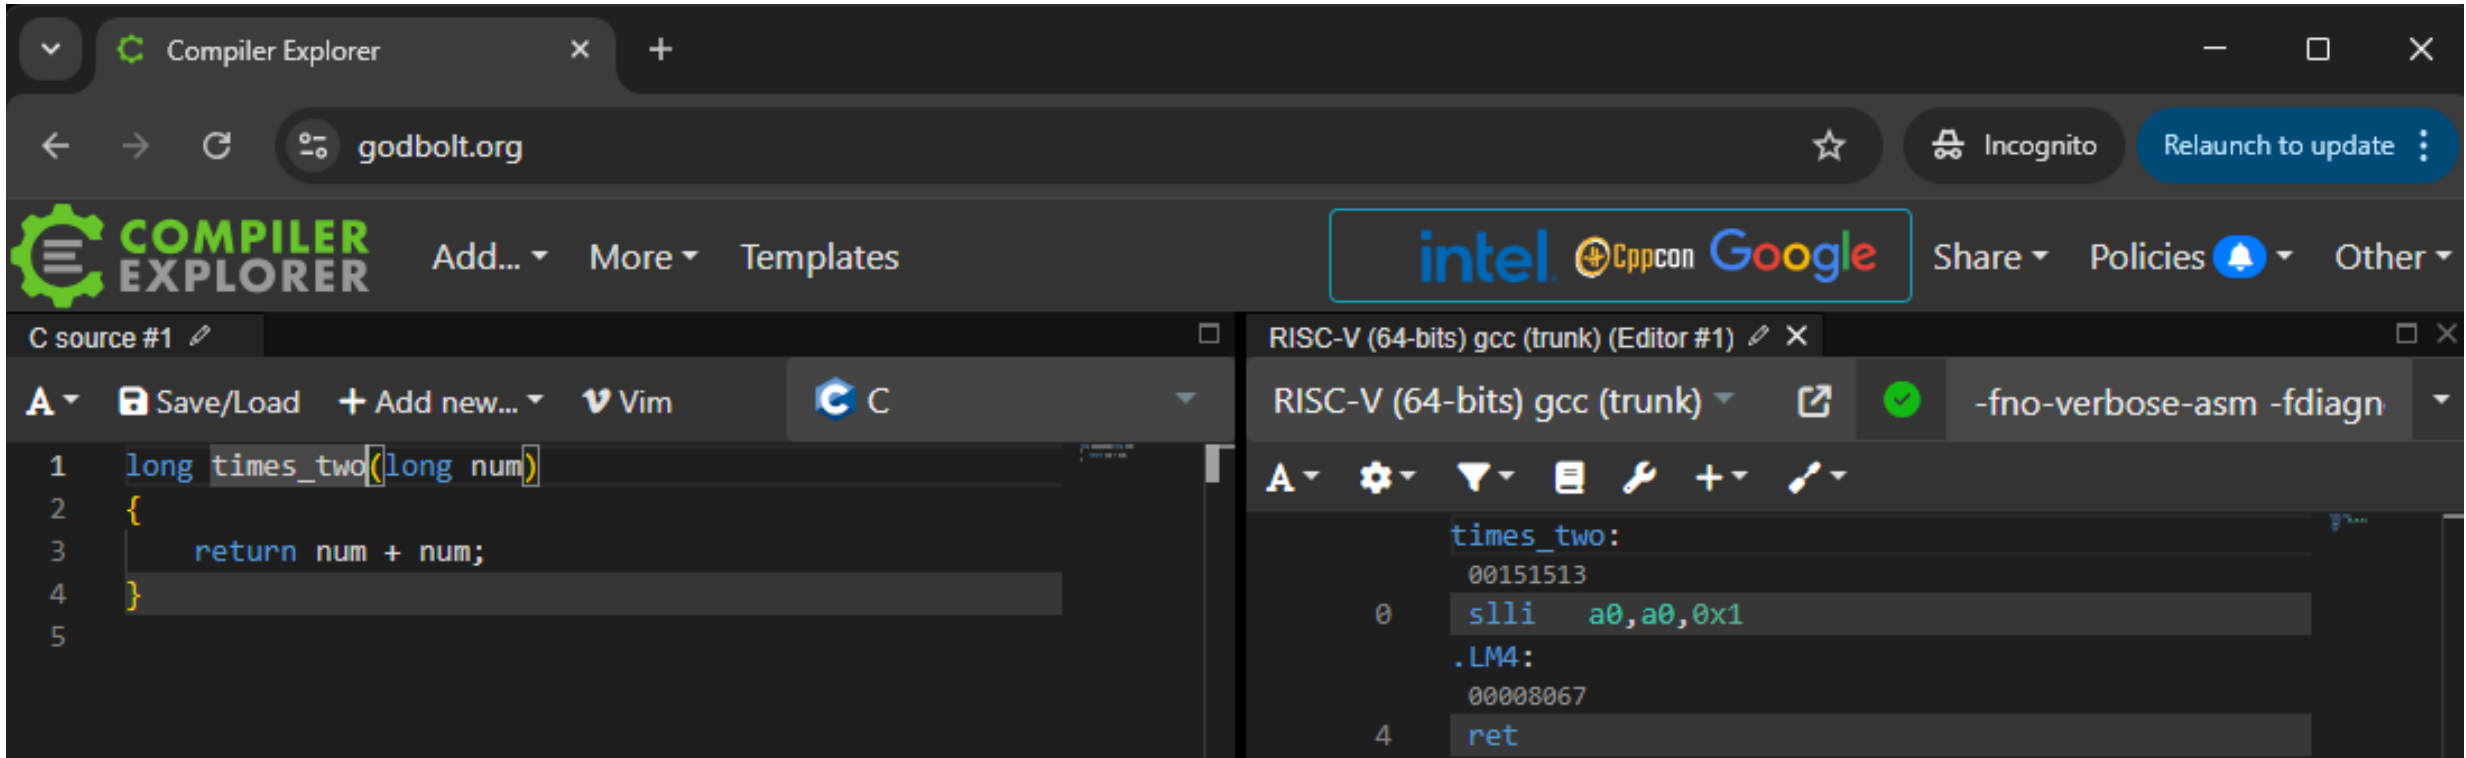 Compiler Explorer
godbolt.org
Incognito
Relaunch to update
COMPILER
EXPLORER
Add...
More
Templates
intel.
Cppcon
Google
Share
Policies
Other
C source #1
RISC-V (64-bits) gcc (trunk) (Editor #1)
A
Save/Load
+ Add new...
Vim
C
RISC-V (64-bits) gcc (trunk)
-fno-verbose-asm -fdiagn
A
1 long times_two(long num)
2 {
3 return num + num;
4 }
5
times_two:
00151513
0 slli a0,a0,0x1
.LM4:
00008067
4 ret